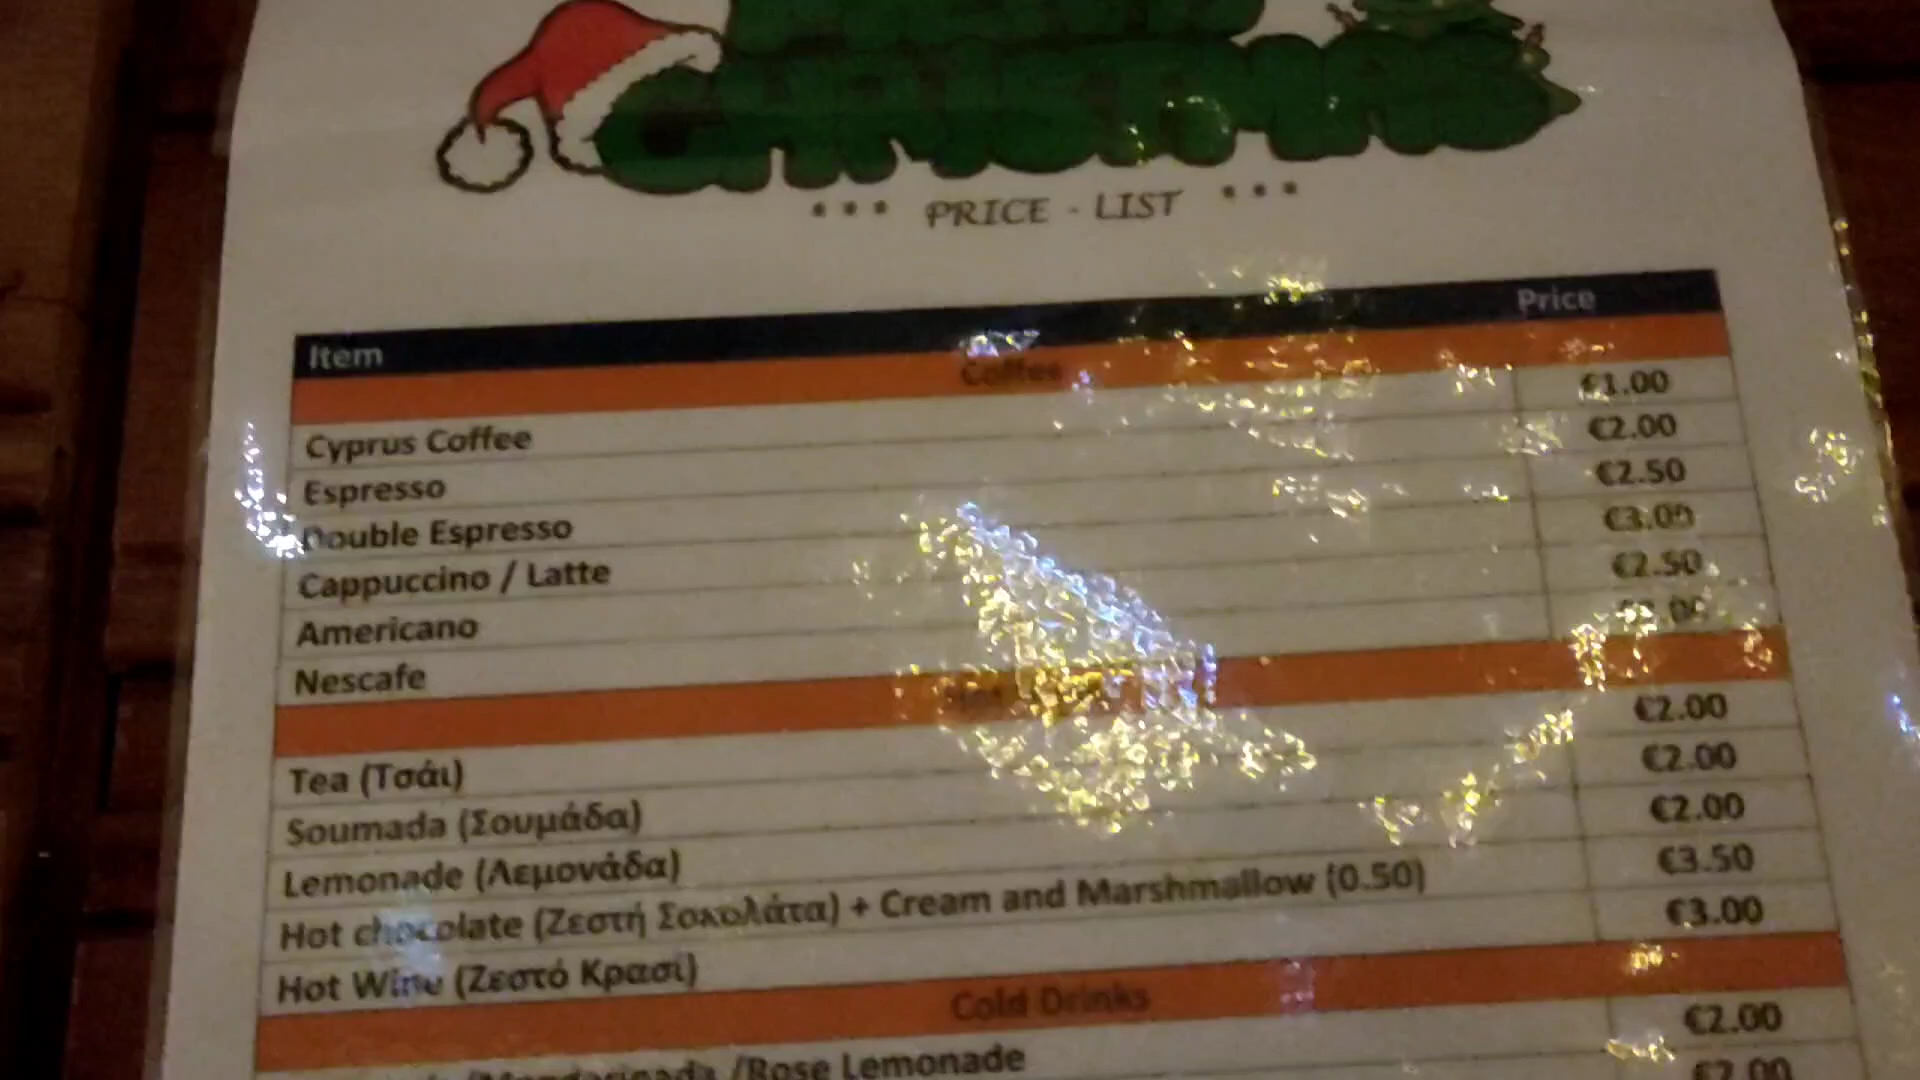 CHRISTMAS
*** PRICE - LIST ***
Item Price
Coffee
Cyprus Coffee €1.00
Espresso €2.00
Double Espresso €2.50
Cappuccino / Latte €3.00
Americano €2.50
Nescafe
Tea (Τσάι) €2.00
Soumada (Σουμάδα) €2.00
Lemonade (Λεμονάδα) €2.00
Hot chocolate (Ζεστή Σοκολάτα) + Cream and Marshmallow (0.50) €3.50
Hot Wine (Ζεστό Κρασί) €3.00
Cold Drinks
/Rose Lemonade €2.00